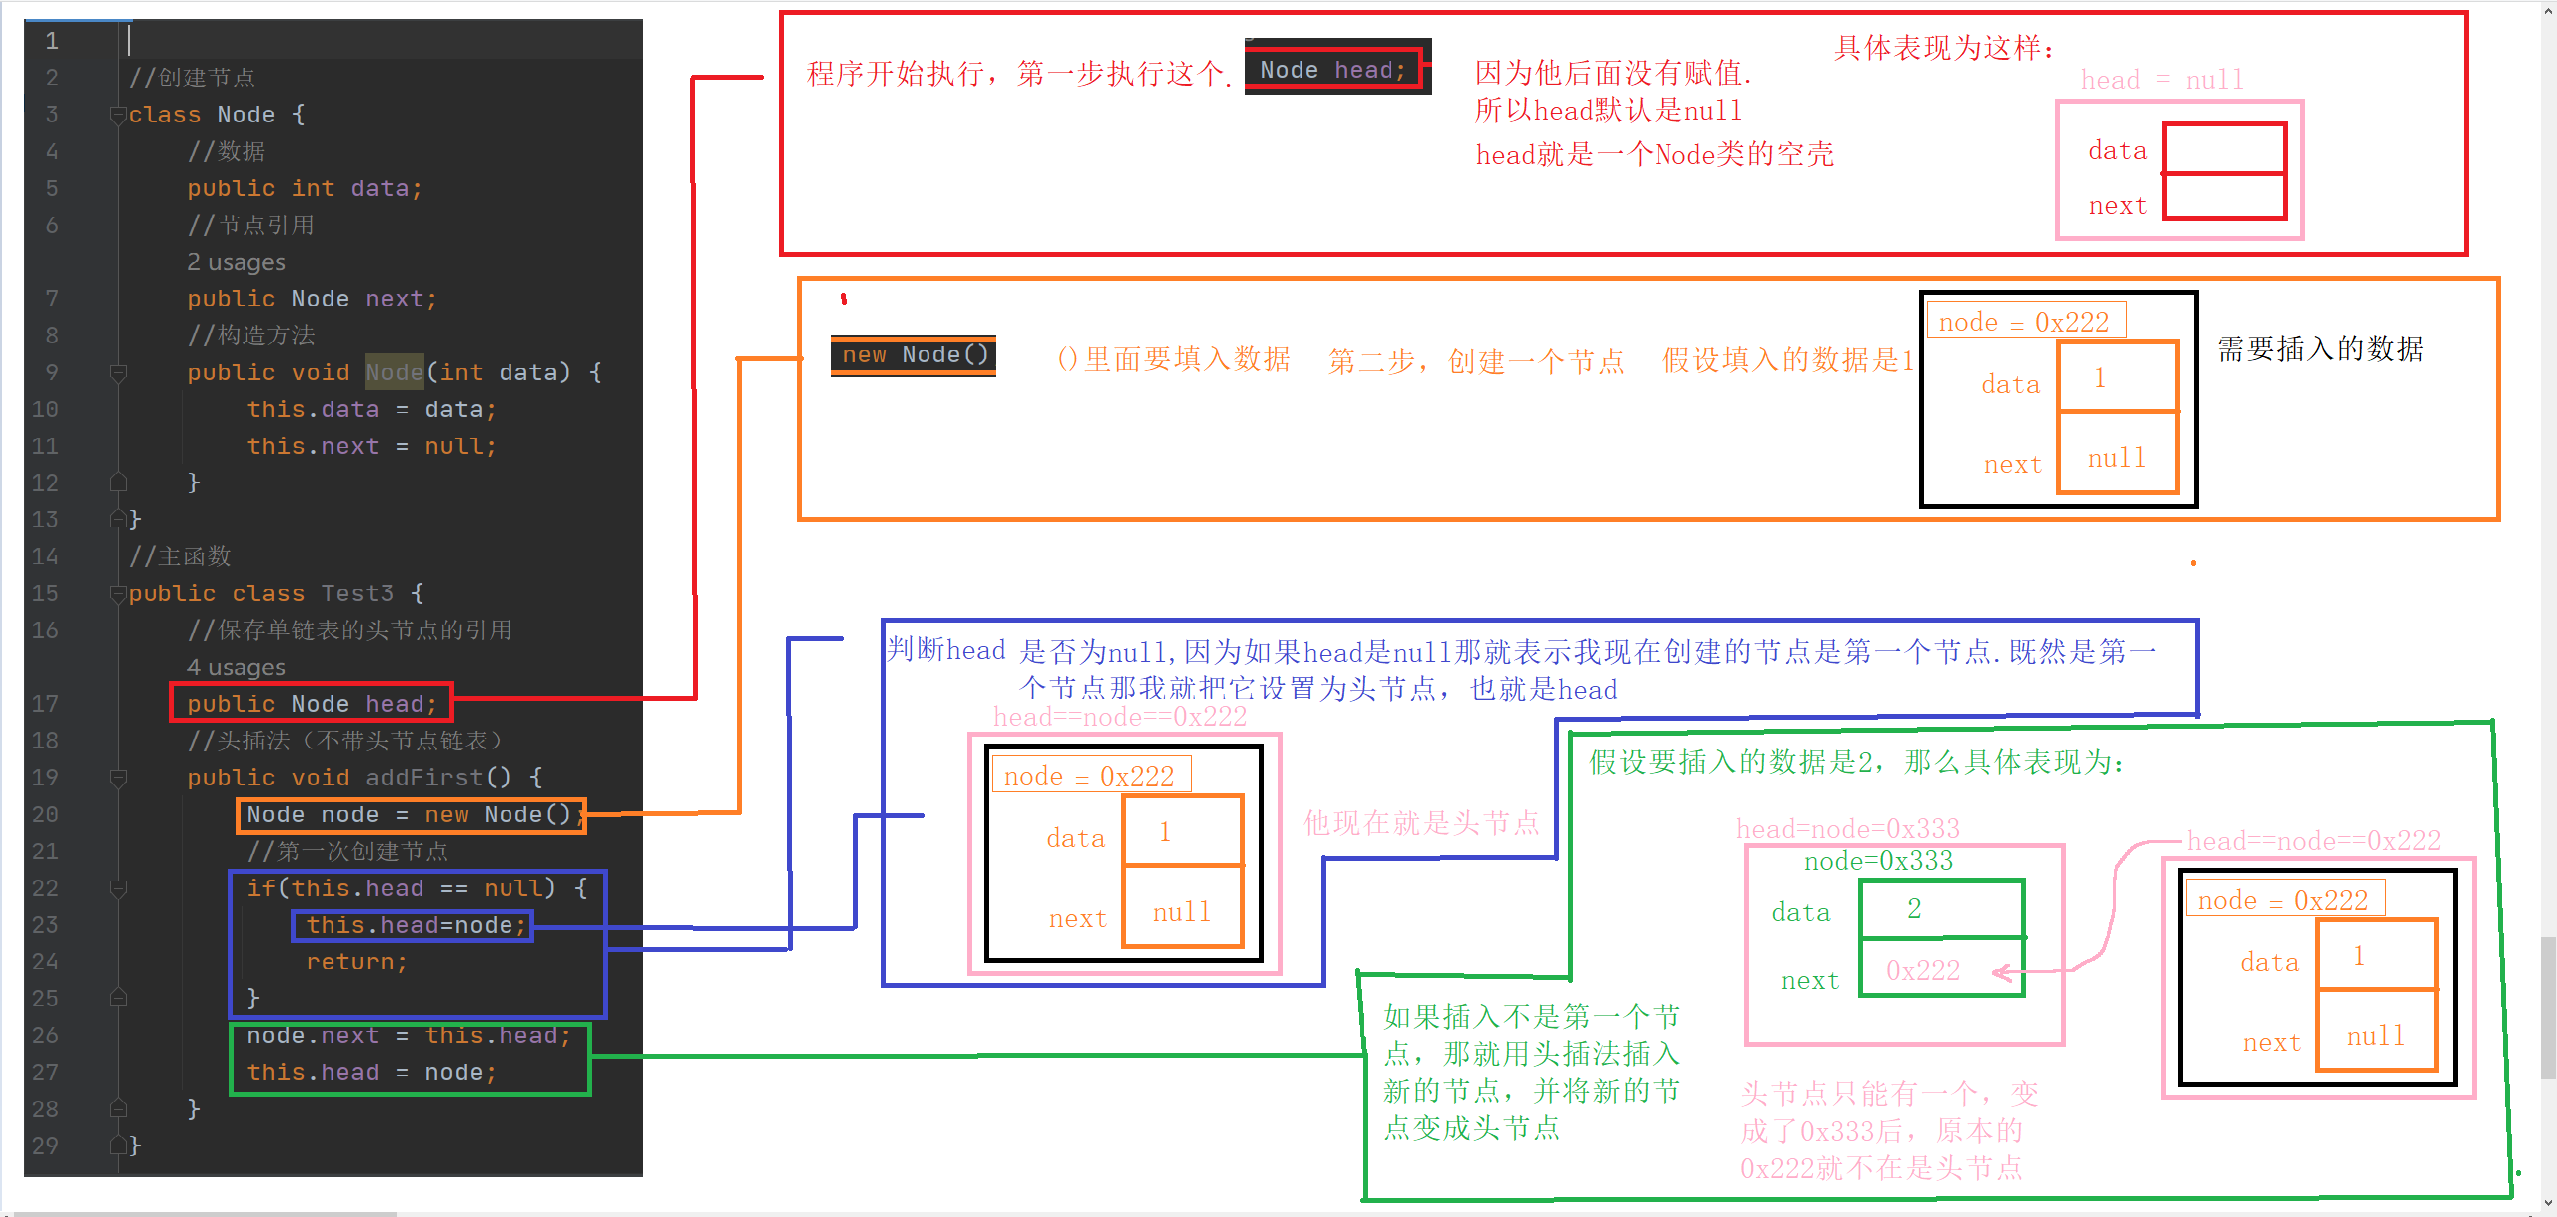 1
2 //创建节点
3 class Node {
4 //数据
5 public int data;
6 //节点引用
2 usages
7 public Node next;
8 //构造方法
9 public void Node(int data) {
10 this.data = data;
11 this.next = null;
12 }
13 }
14 //主函数
15 public class Test3 {
16 //保存单链表的头节点的引用
4 usages
17 public Node head;
18 //头插法（不带头节点链表）
19 public void addFirst() {
20 Node node = new Node();
21 //第一次创建节点
22 if(this.head == null) {
23 this.head=node;
24 return;
25 }
26 node.next = this.head;
27 this.head = node;
28 }
29 }
程序开始执行，第一步执行这个.
Node head;
因为他后面没有赋值.
所以head默认是null
head就是一个Node类的空壳
具体表现为这样：
head = null
data
next
new Node()
()里面要填入数据
第二步，创建一个节点
假设填入的数据是1
node = 0x222
data
1
next
null
需要插入的数据
判断head
是否为null,因为如果head是null那就表示我现在创建的节点是第一个节点.既然是第一
个节点那我就把它设置为头节点，也就是head
head==node==0x222
node = 0x222
data
1
next
null
他现在就是头节点
假设要插入的数据是2，那么具体表现为：
head=node=0x333
node=0x333
data
2
next
0x222
head==node==0x222
node = 0x222
data
1
next
null
如果插入不是第一个节
点，那就用头插法插入
新的节点，并将新的节
点变成头节点
头节点只能有一个，变
成了0x333后，原本的
0x222就不在是头节点